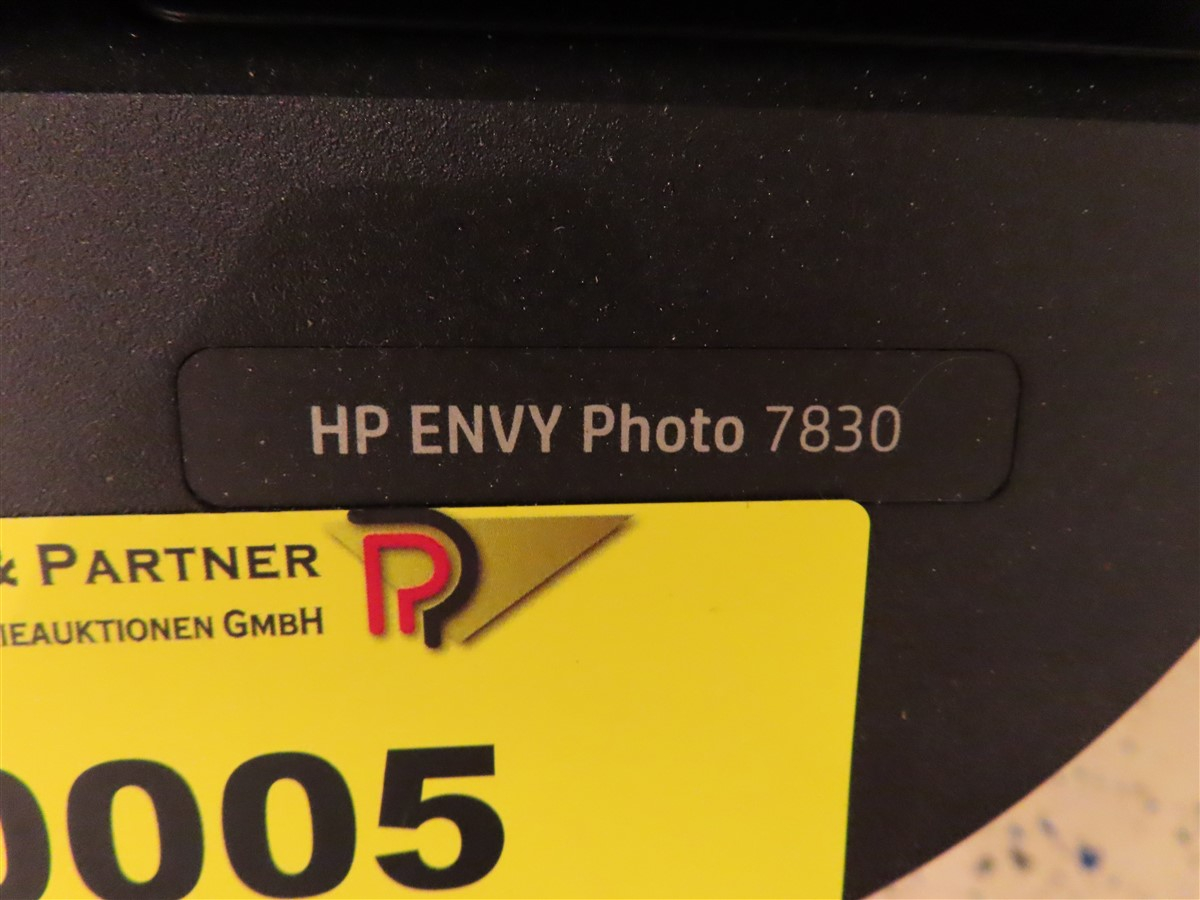 HP ENVY Photo 7830
& PARTNER
IEAUKTIONEN GMBH
0005